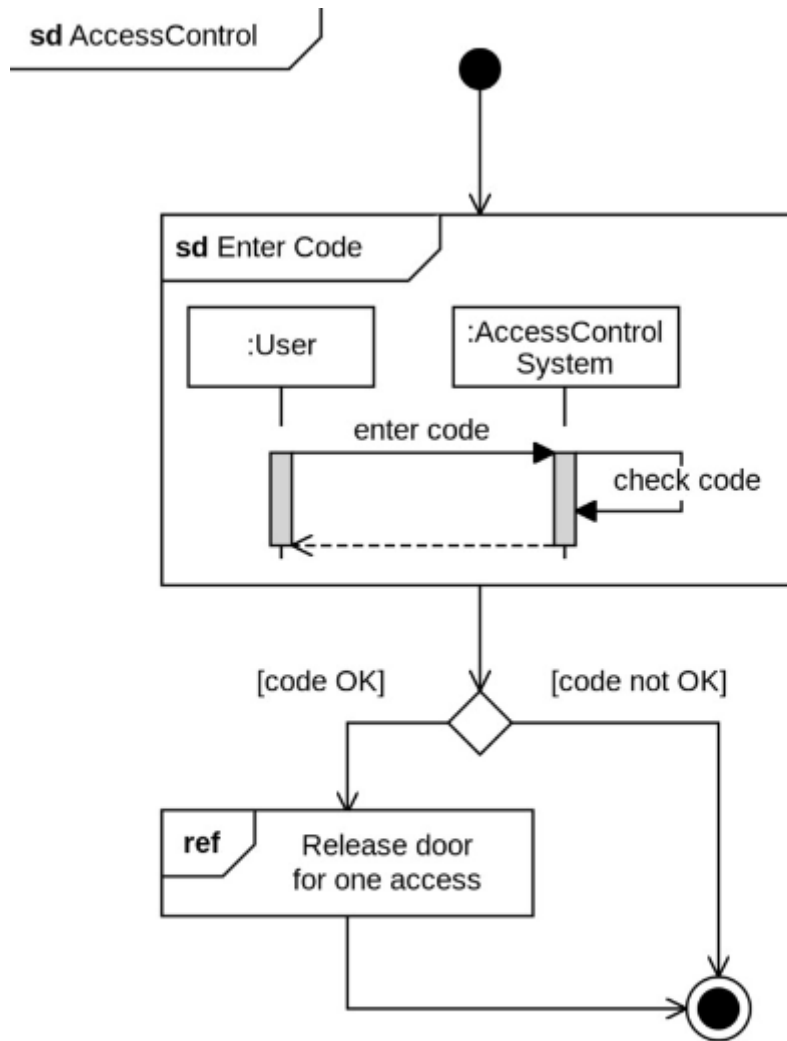 sd AccessControl
sd Enter Code
:User
:AccessControl
System
enter code
check code
[code OK]
[code not OK]
ref
Release door
for one access